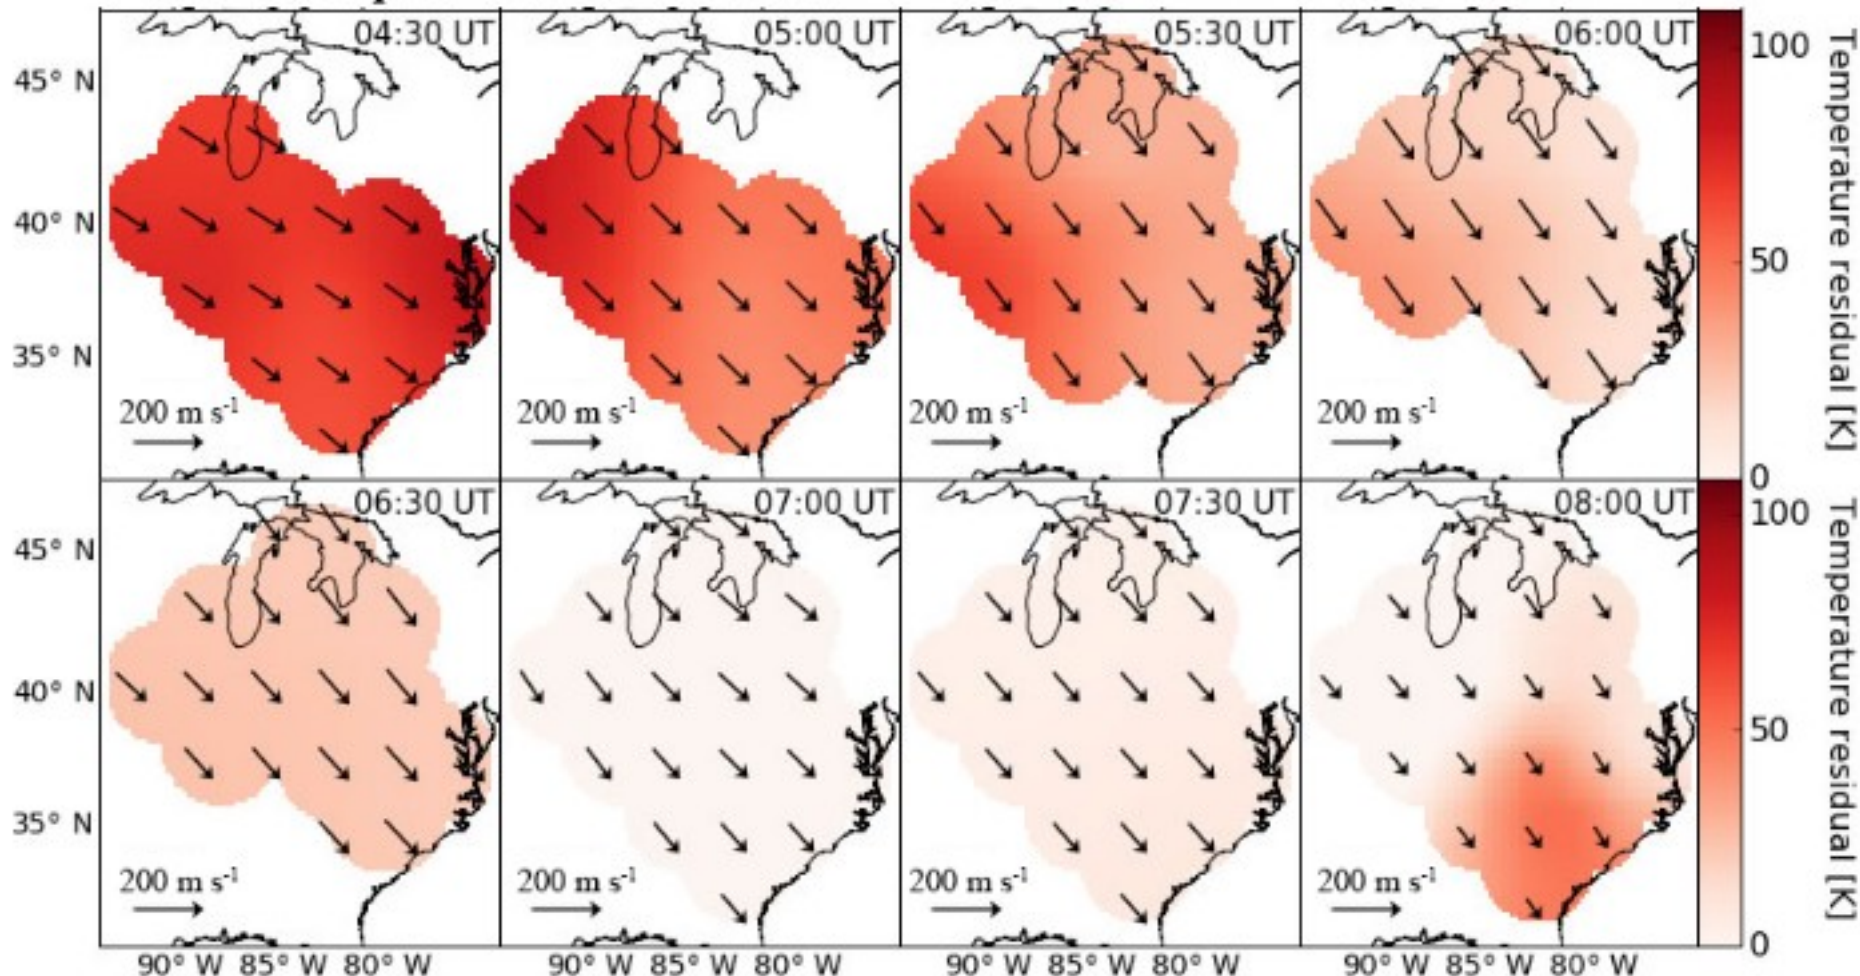 04:30 UT 05:00 UT 05:30 UT 06:00 UT
45° N
40° N
35° N
200 m s⁻¹ 200 m s⁻¹ 200 m s⁻¹ 200 m s⁻¹
100
50
0
Temperature residual [K]
06:30 UT 07:00 UT 07:30 UT 08:00 UT
45° N
40° N
35° N
200 m s⁻¹ 200 m s⁻¹ 200 m s⁻¹ 200 m s⁻¹
100
50
0
Temperature residual [K]
90° W 85° W 80° W 90° W 85° W 80° W 90° W 85° W 80° W 90° W 85° W 80° W